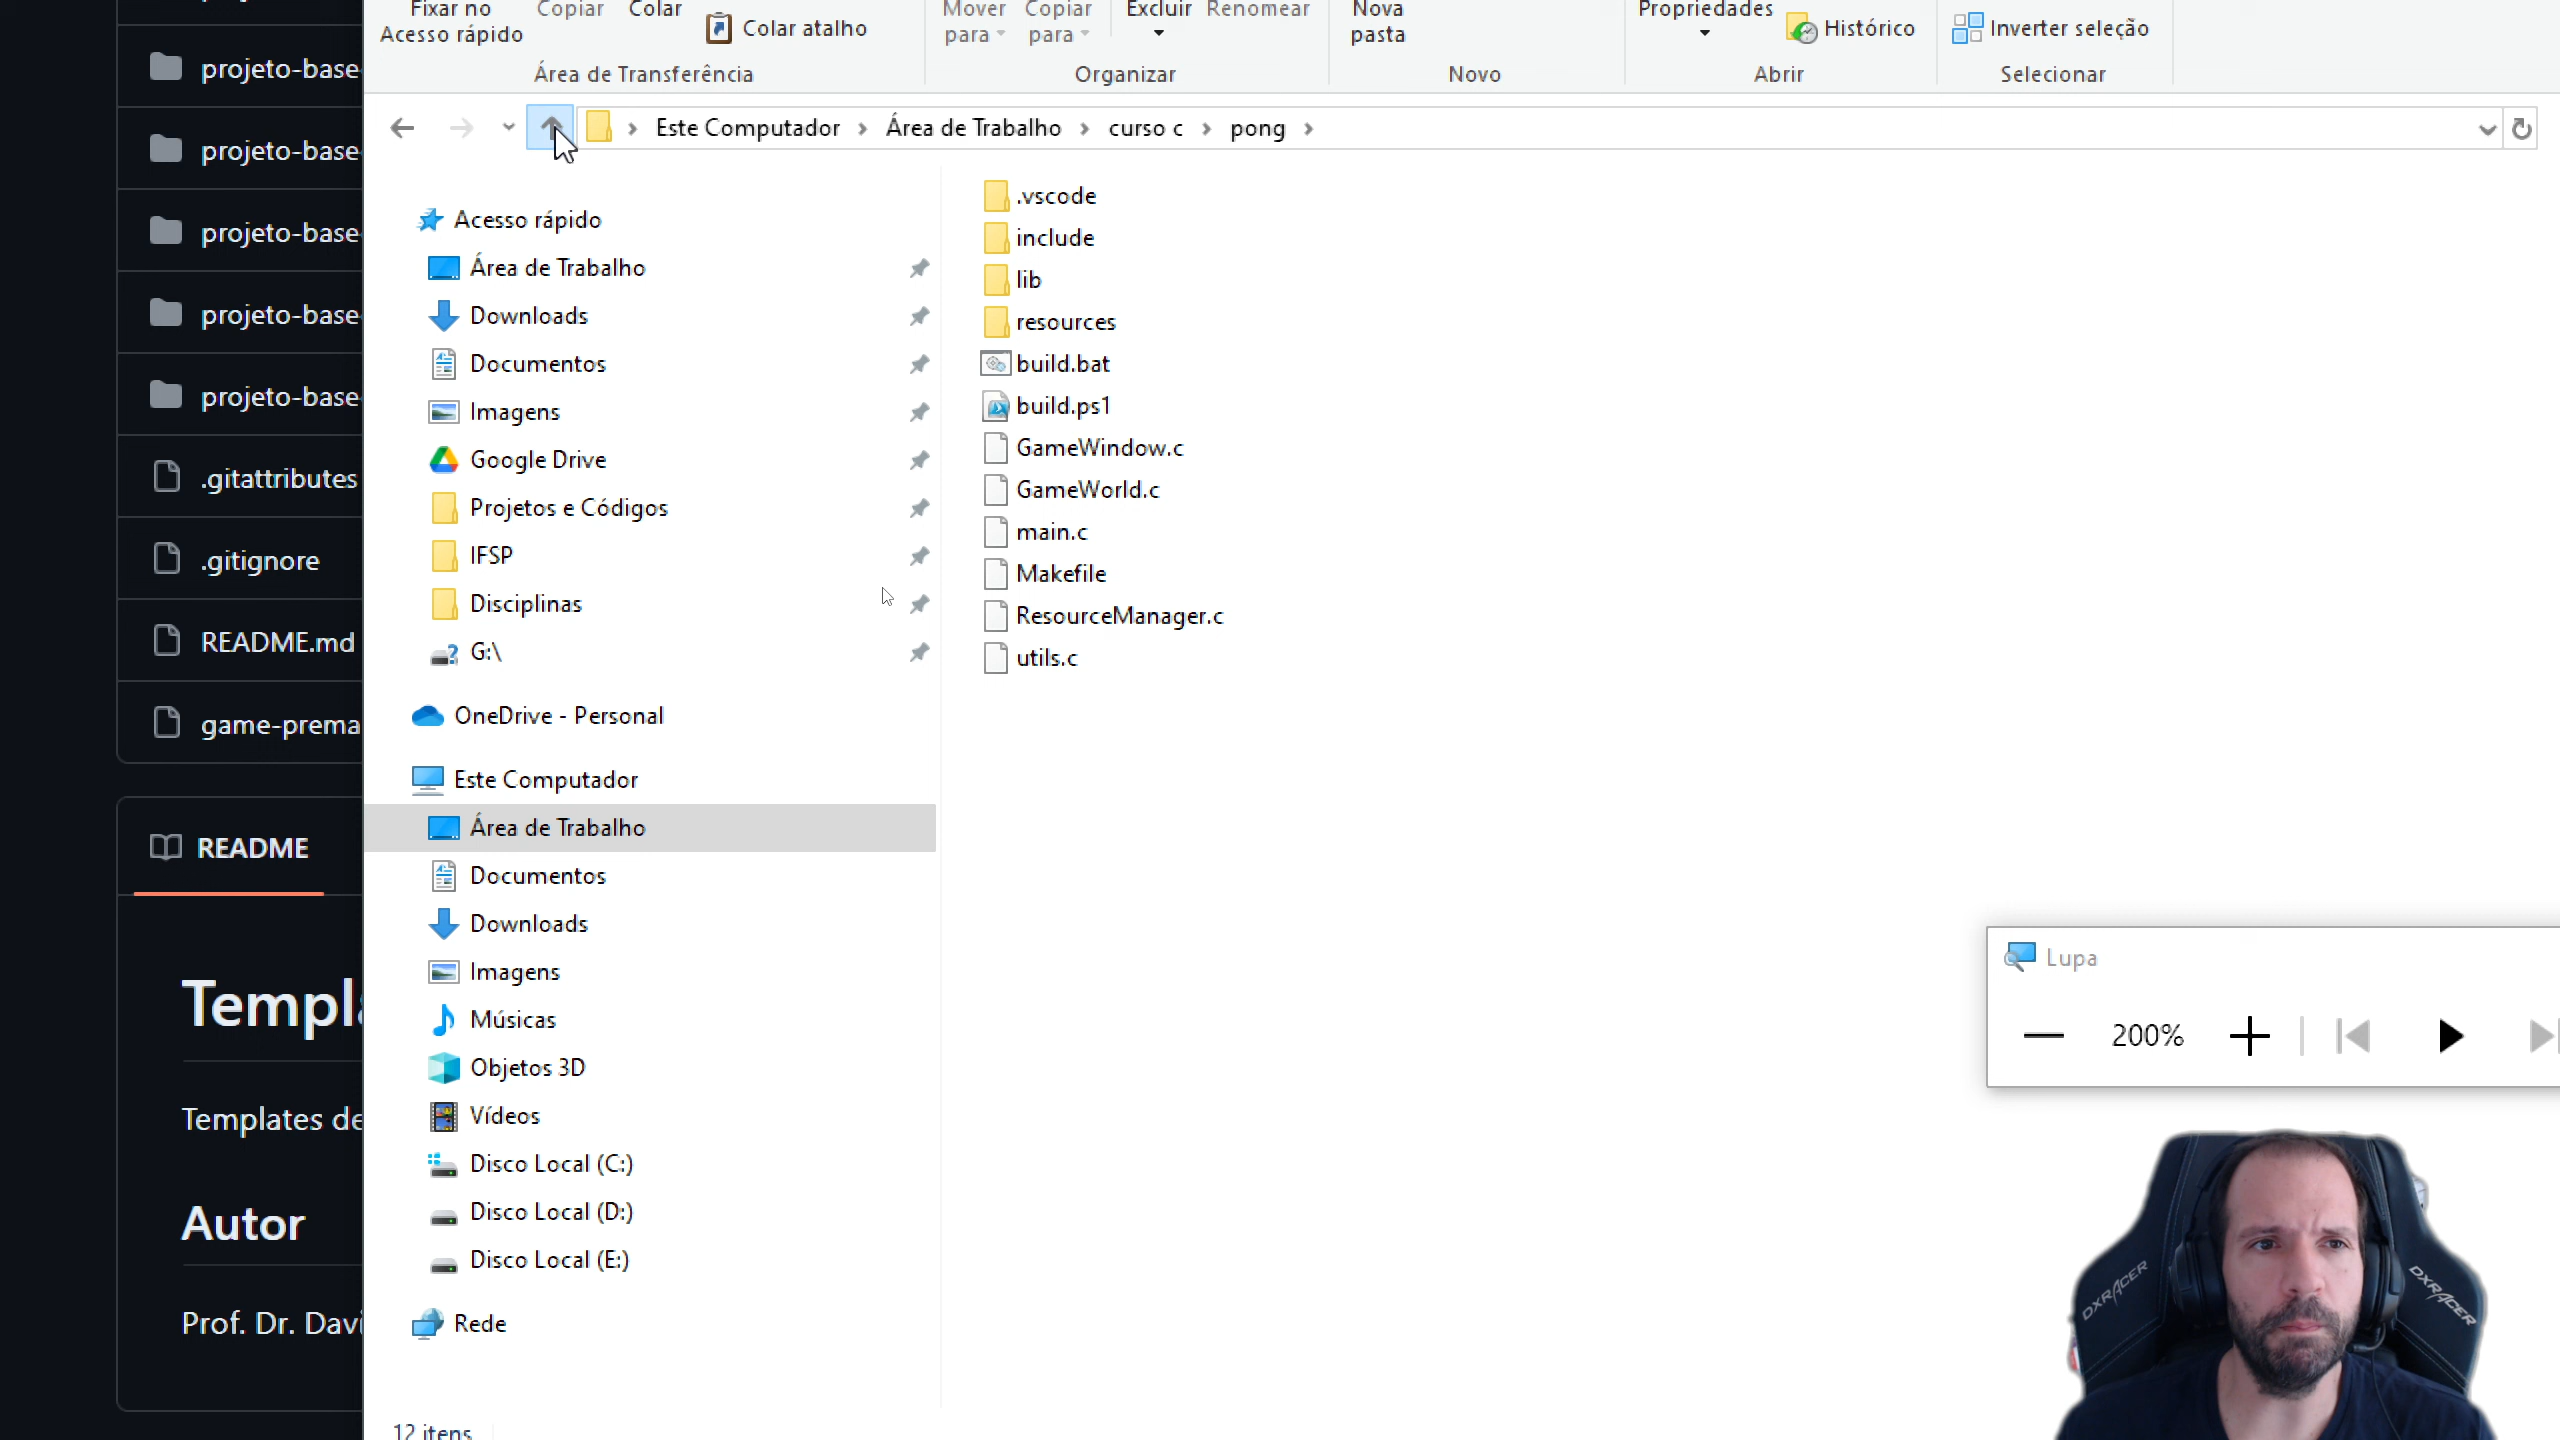 Fixar no
Acesso rápido
Copiar
Colar
Colar atalho
Área de Transferência
Mover
para
Copiar
para
Excluir
Renomear
Organizar
Nova
pasta
Novo
Propriedades
Histórico
Abrir
Inverter seleção
Selecionar
Este Computador
Área de Trabalho
curso c
pong
projeto-base
projeto-base
projeto-base
projeto-base
projeto-base
.gitattributes
.gitignore
README.md
game-prema
README
Templa
Templates de
Autor
Prof. Dr. Davi
Acesso rápido
Área de Trabalho
Downloads
Documentos
Imagens
Google Drive
Projetos e Códigos
IFSP
Disciplinas
G:\
OneDrive - Personal
Este Computador
Área de Trabalho
Documentos
Downloads
Imagens
Músicas
Objetos 3D
Vídeos
Disco Local (C:)
Disco Local (D:)
Disco Local (E:)
Rede
12 itens
.vscode
include
lib
resources
build.bat
build.ps1
GameWindow.c
GameWorld.c
main.c
Makefile
ResourceManager.c
utils.c
Lupa
200%
DXRACER
DXRACER